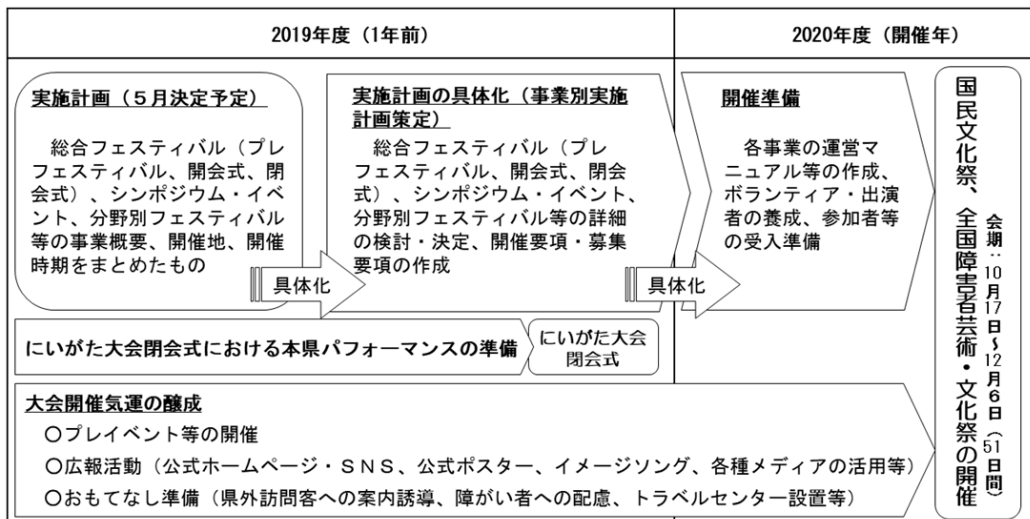 2019年度（1年前）
2020年度（開催年）
実施計画（５月決定予定）
総合フェスティバル（プレ
フェスティバル、開会式、閉
会式）、シンポジウム・イベ
ント、分野別フェスティバル
等の事業概要、開催地、開催
時期をまとめたもの
具体化
実施計画の具体化（事業別実施
計画策定）
総合フェスティバル（プレ
フェスティバル、開会式、閉会
式）、シンポジウム・イベント、
分野別フェスティバル等の詳細
の検討・決定、開催要項・募集
要項の作成
具体化
開催準備
各事業の運営マ
ニュアル等の作成、
ボランティア・出演
者の養成、参加者等
の受入準備
にいがた大会閉会式における本県パフォーマンスの準備
にいがた大会
閉会式
大会開催気運の醸成
○プレイベント等の開催
○広報活動（公式ホームページ・ＳＮＳ、公式ポスター、イメージソング、各種メディアの活用等）
○おもてなし準備（県外訪問客への案内誘導、障がい者への配慮、トラベルセンター設置等）
国民文化祭、全国障害者芸術・文化祭の開催
会期：10月17日～12月６日（51日間）